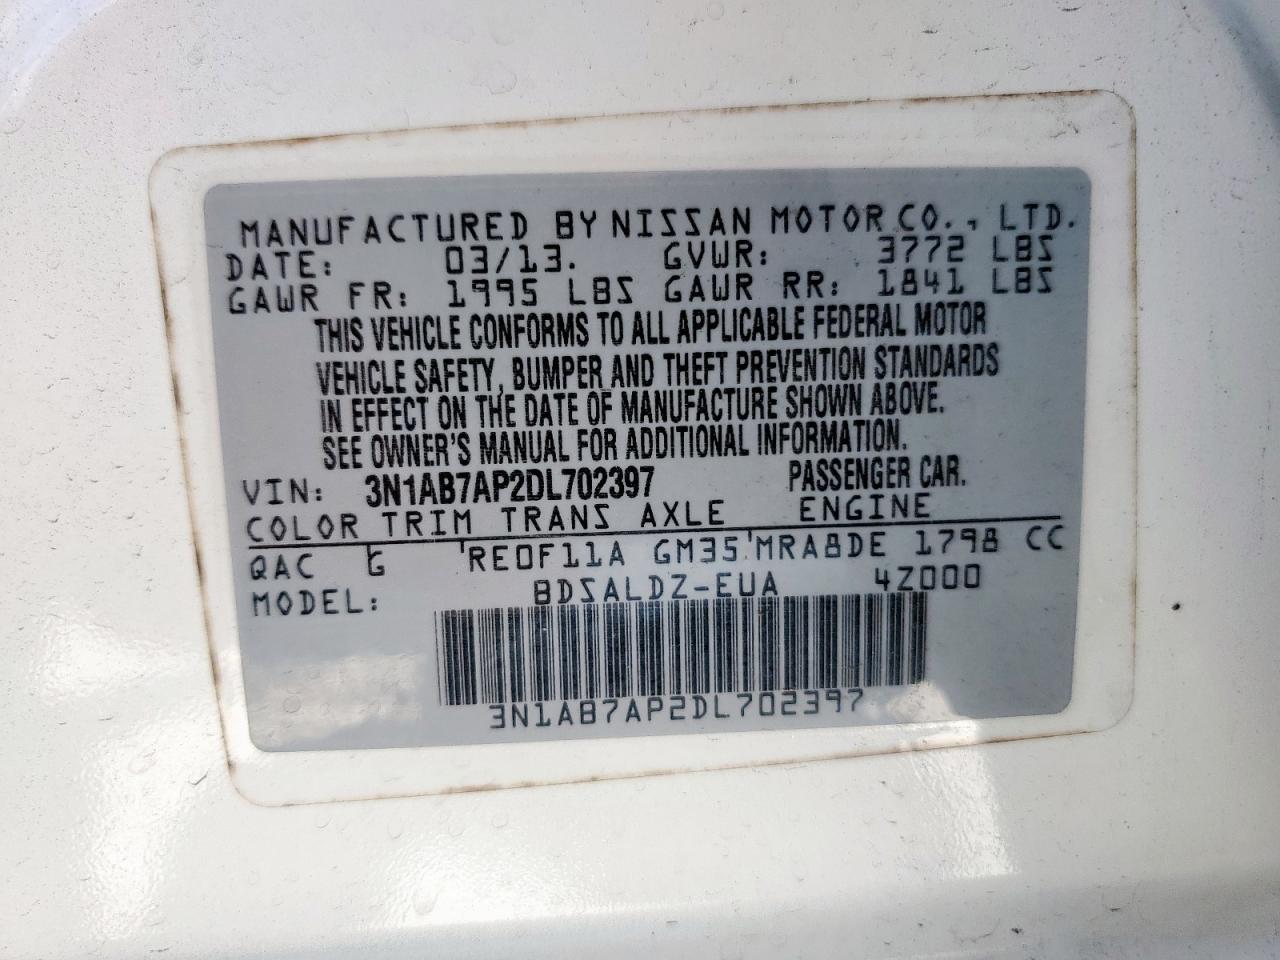 MANUFACTURED BY NISSAN MOTOR CO., LTD.
DATE: 03/13. GVWR: 3772 LBS
GAWR FR: 1995 LBS GAWR RR: 1841 LBS
THIS VEHICLE CONFORMS TO ALL APPLICABLE FEDERAL MOTOR
VEHICLE SAFETY, BUMPER AND THEFT PREVENTION STANDARDS
IN EFFECT ON THE DATE OF MANUFACTURE SHOWN ABOVE.
SEE OWNER'S MANUAL FOR ADDITIONAL INFORMATION.
VIN: 3N1AB7AP2DL702397 PASSENGER CAR.
COLOR TRIM TRANS AXLE ENGINE
QAC G RE0F11A GM35 MRA8DE 1798 CC
MODEL: BDSALDZ-EUA 4Z000
3N1AB7AP2DL702397